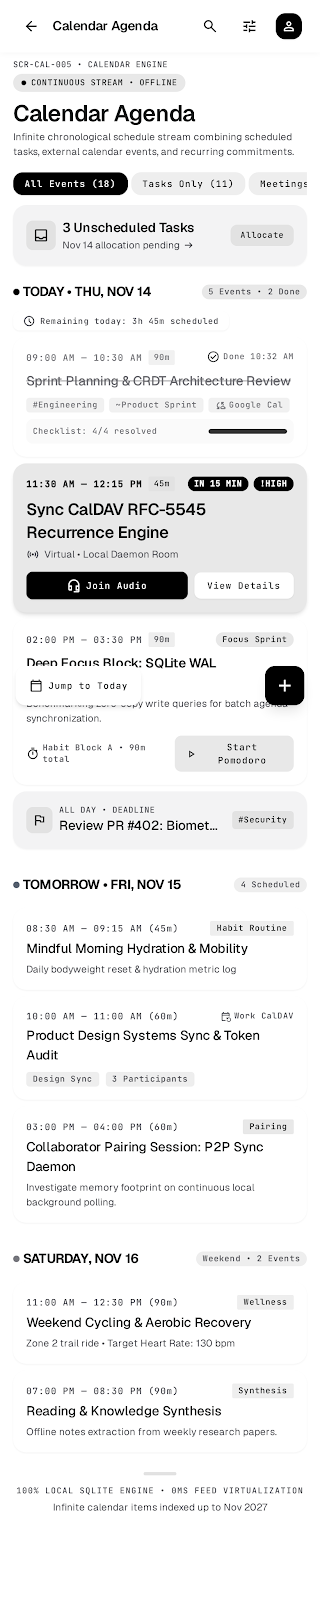 Calendar Agenda
SCR-CAL-005 • CALENDAR ENGINE
CONTINUOUS STREAM • OFFLINE
Calendar Agenda
Infinite chronological schedule stream combining scheduled
tasks, external calendar events, and recurring commitments.
All Events (18)
Tasks Only (11)
Meetings
3 Unscheduled Tasks
Nov 14 allocation pending →
Allocate
TODAY • THU, NOV 14
5 Events • 2 Done
Remaining today: 3h 45m scheduled
09:00 AM – 10:30 AM 90m
Done 10:32 AM
Sprint Planning & CRDT Architecture Review
#Engineering
~Product Sprint
Google Cal
Checklist: 4/4 resolved
11:30 AM – 12:15 PM 45m
IN 15 MIN
!HIGH
Sync CalDAV RFC-5545
Recurrence Engine
Virtual • Local Daemon Room
Join Audio
View Details
02:00 PM – 03:30 PM 90m
Focus Sprint
Deep Focus Block: SQLite WAL
Jump to Today
Benchmarking zero-copy write queries for batch agenda
synchronization.
Habit Block A • 90m
total
Start
Pomodoro
ALL DAY • DEADLINE
Review PR #402: Biomet...
#Security
TOMORROW • FRI, NOV 15
4 Scheduled
08:30 AM – 09:15 AM (45m)
Habit Routine
Mindful Morning Hydration & Mobility
Daily bodyweight reset & hydration metric log
10:00 AM – 11:00 AM (60m)
Work CalDAV
Product Design Systems Sync & Token
Audit
Design Sync
3 Participants
03:00 PM – 04:00 PM (60m)
Pairing
Collaborator Pairing Session: P2P Sync
Daemon
Investigate memory footprint on continuous local
background polling.
SATURDAY, NOV 16
Weekend • 2 Events
11:00 AM – 12:30 PM (90m)
Wellness
Weekend Cycling & Aerobic Recovery
Zone 2 trail ride • Target Heart Rate: 130 bpm
07:00 PM – 08:30 PM (90m)
Synthesis
Reading & Knowledge Synthesis
Offline notes extraction from weekly research papers.
100% LOCAL SQLITE ENGINE • 0MS FEED VIRTUALIZATION
Infinite calendar items indexed up to Nov 2027